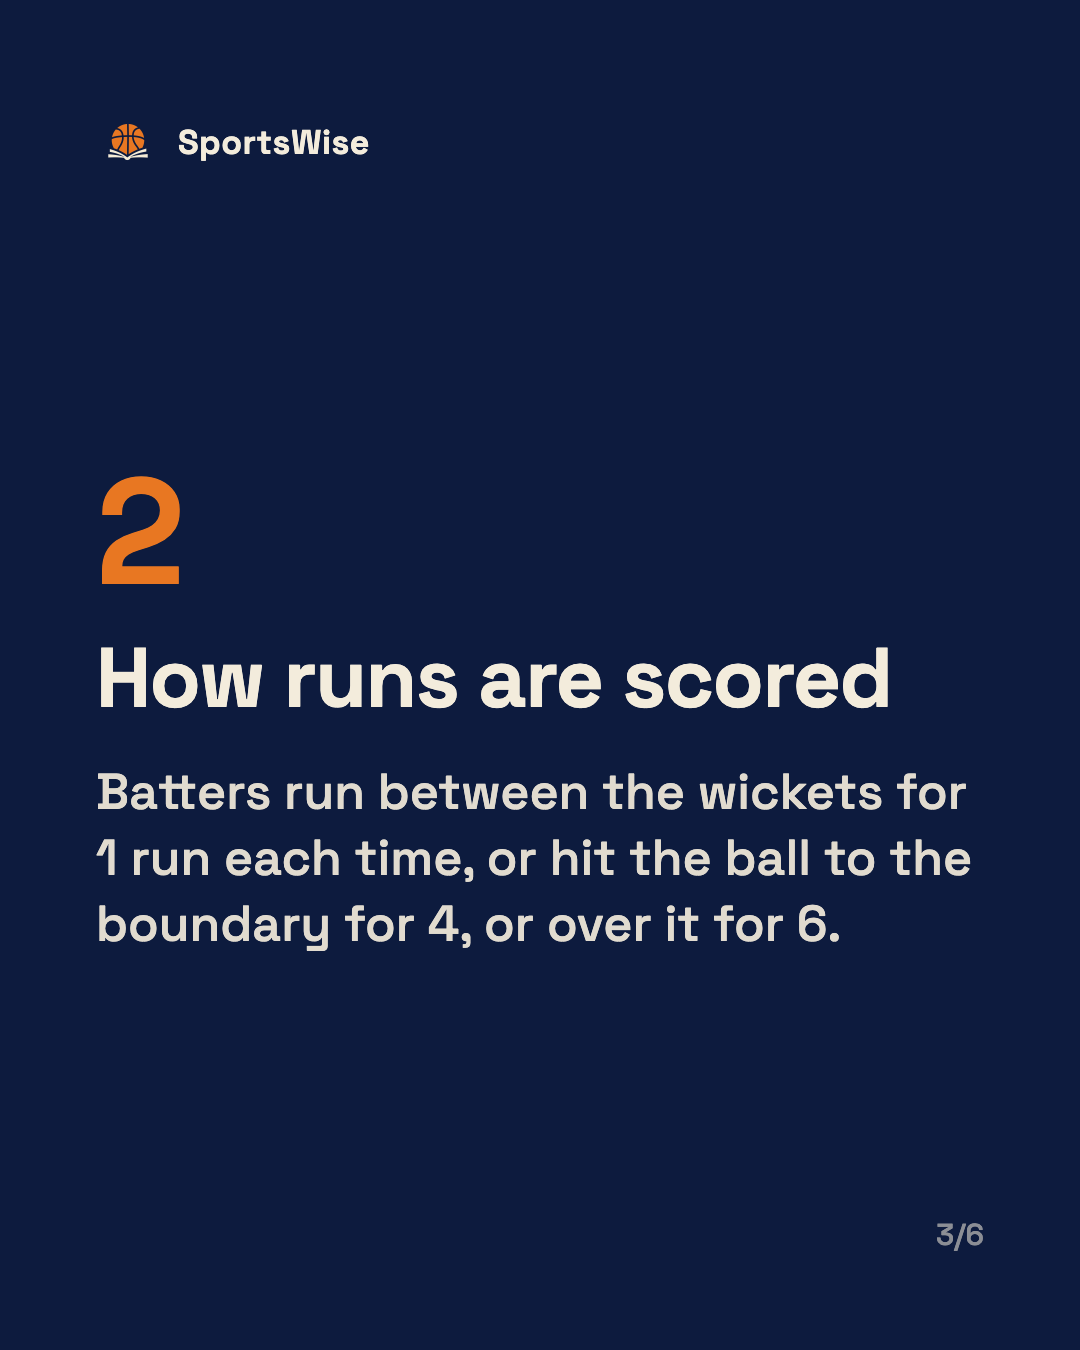 SportsWise
2
How runs are scored
Batters run between the wickets for
1 run each time, or hit the ball to the
boundary for 4, or over it for 6.
3/6